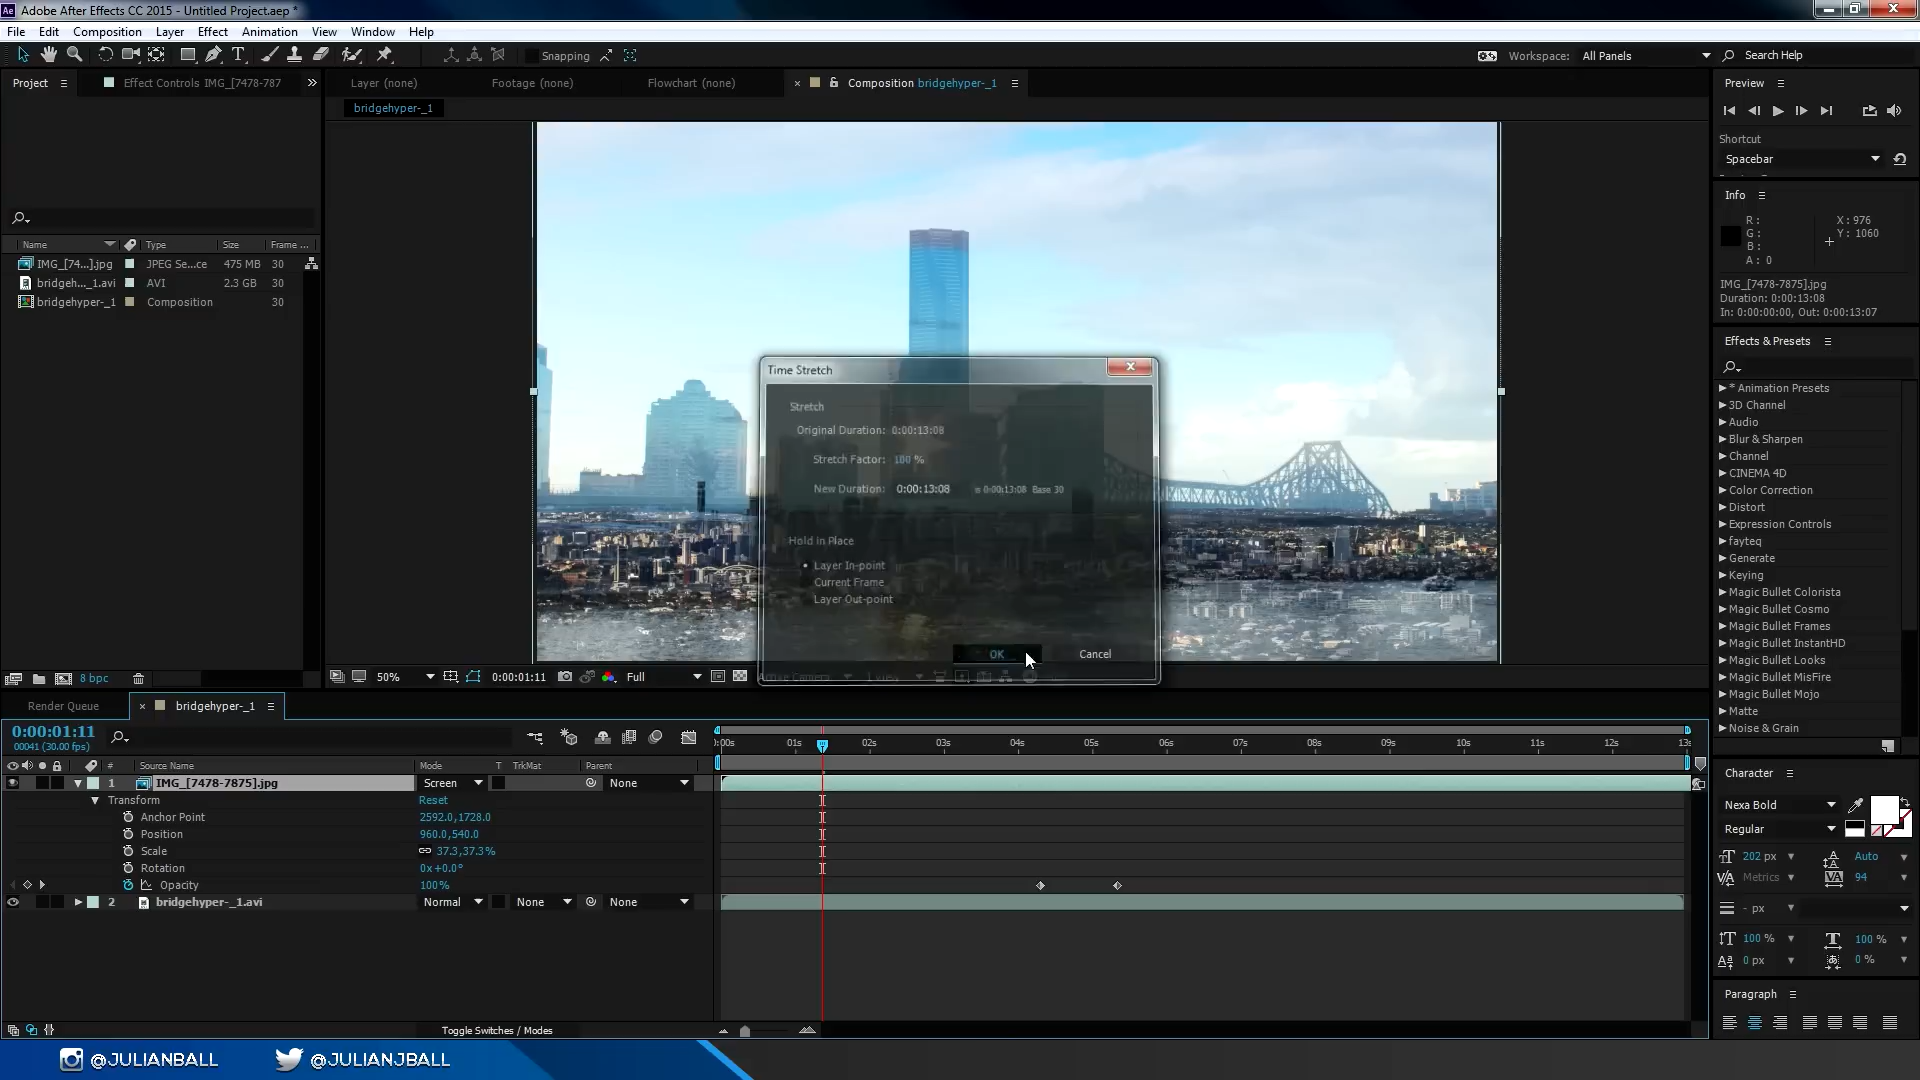 Adobe After Effects CC 2015 - Untitled Project.aep *
File Edit Composition Layer Effect Animation View Window Help
Snapping
Workspace: All Panels
Search Help
Project
Effect Controls IMG_[7478-787
Layer (none)
Footage (none)
Flowchart (none)
Composition bridgehyper-_1
bridgehyper-_1
Name Type Size Frame ...
IMG_[74...].jpg JPEG Se...ce 475 MB 30
bridgeh..._1.avi AVI 2.3 GB 30
bridgehyper-_1 Composition 30
8 bpc
Time Stretch
Stretch
Original Duration: 0:00:13:08
Stretch Factor: 100 %
New Duration: 0:00:13:08 is 0:00:13:08 Base 30
Hold in Place
Layer In-point
Current Frame
Layer Out-point
OK Cancel
50% 0:00:01:11 Full Active Camera 1 View
Preview
Shortcut
Spacebar
Info
R :
G :
B :
A : 0
X : 976
Y : 1060
IMG_[7478-7875].jpg
Duration: 0:00:13:08
In: 0:00:00:00, Out: 0:00:13:07
Effects & Presets
* Animation Presets
3D Channel
Audio
Blur & Sharpen
Channel
CINEMA 4D
Color Correction
Distort
Expression Controls
fayteq
Generate
Keying
Magic Bullet Colorista
Magic Bullet Cosmo
Magic Bullet Frames
Magic Bullet InstantHD
Magic Bullet Looks
Magic Bullet MisFire
Magic Bullet Mojo
Matte
Noise & Grain
Character
Nexa Bold
Regular
202 px Auto
Metrics 94
- px
100 % 100 %
0 px 0 %
Paragraph
Render Queue
bridgehyper-_1
0:00:01:11
00041 (30.00 fps)
:00s 01s 02s 03s 04s 05s 06s 07s 08s 09s 10s 11s 12s 13s
# Source Name Mode T TrkMat Parent
1 IMG_[7478-7875].jpg Screen None
Transform Reset
Anchor Point 2592.0,1728.0
Position 960.0,540.0
Scale 37.3,37.3%
Rotation 0x+0.0°
Opacity 100%
2 bridgehyper-_1.avi Normal None None
Toggle Switches / Modes
@JULIANBALL
@JULIANJBALL